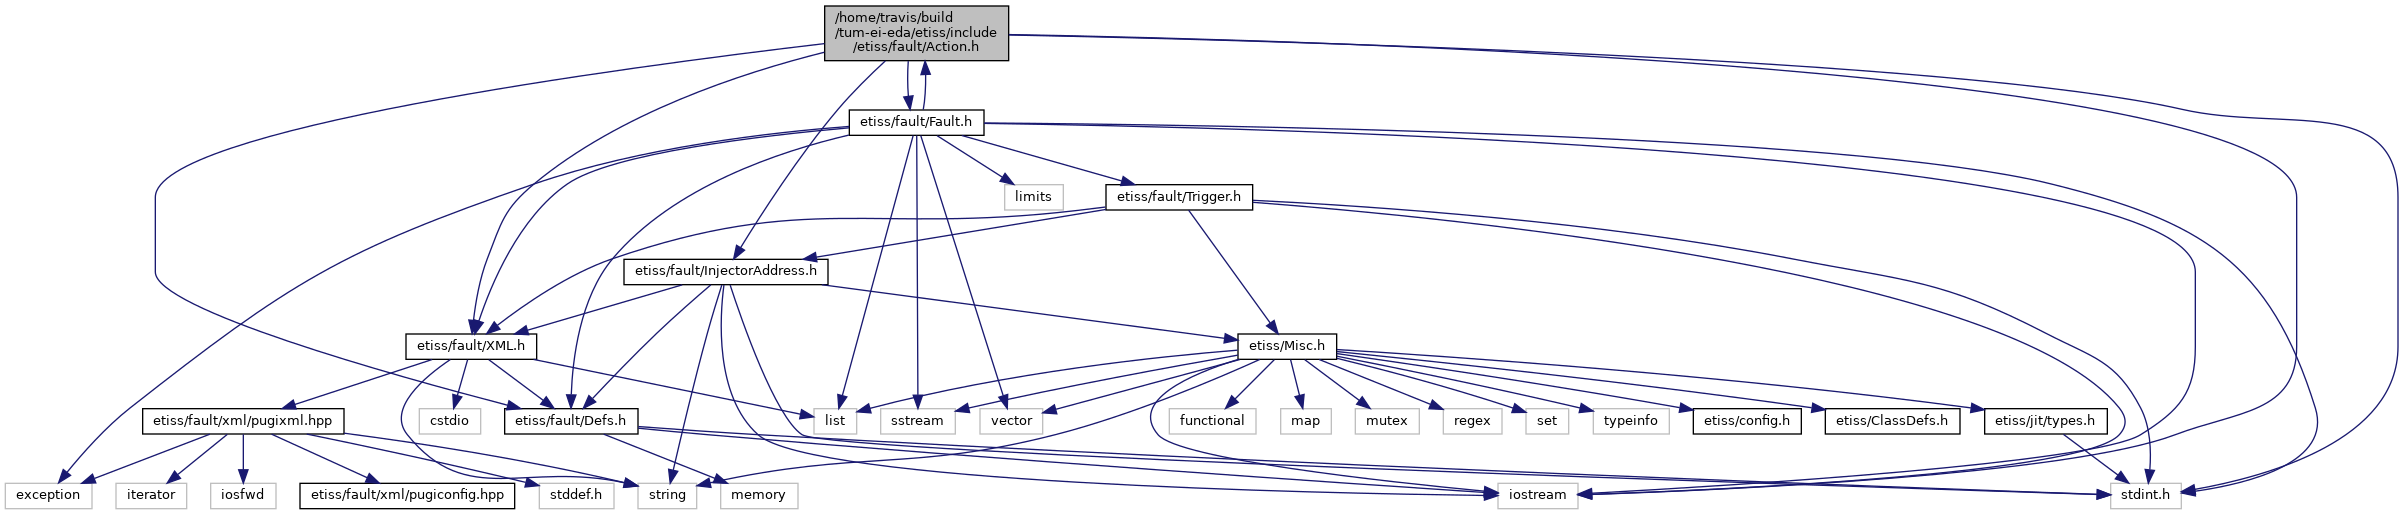 /home/travis/build
/tum-ei-eda/etiss/include
/etiss/fault/Action.h
etiss/fault/Fault.h
limits
etiss/fault/Trigger.h
etiss/fault/InjectorAddress.h
etiss/fault/XML.h
etiss/Misc.h
etiss/fault/xml/pugixml.hpp
cstdio
etiss/fault/Defs.h
list
sstream
vector
functional
map
mutex
regex
set
typeinfo
etiss/config.h
etiss/ClassDefs.h
etiss/jit/types.h
exception
iterator
iosfwd
etiss/fault/xml/pugiconfig.hpp
stddef.h
string
memory
iostream
stdint.h